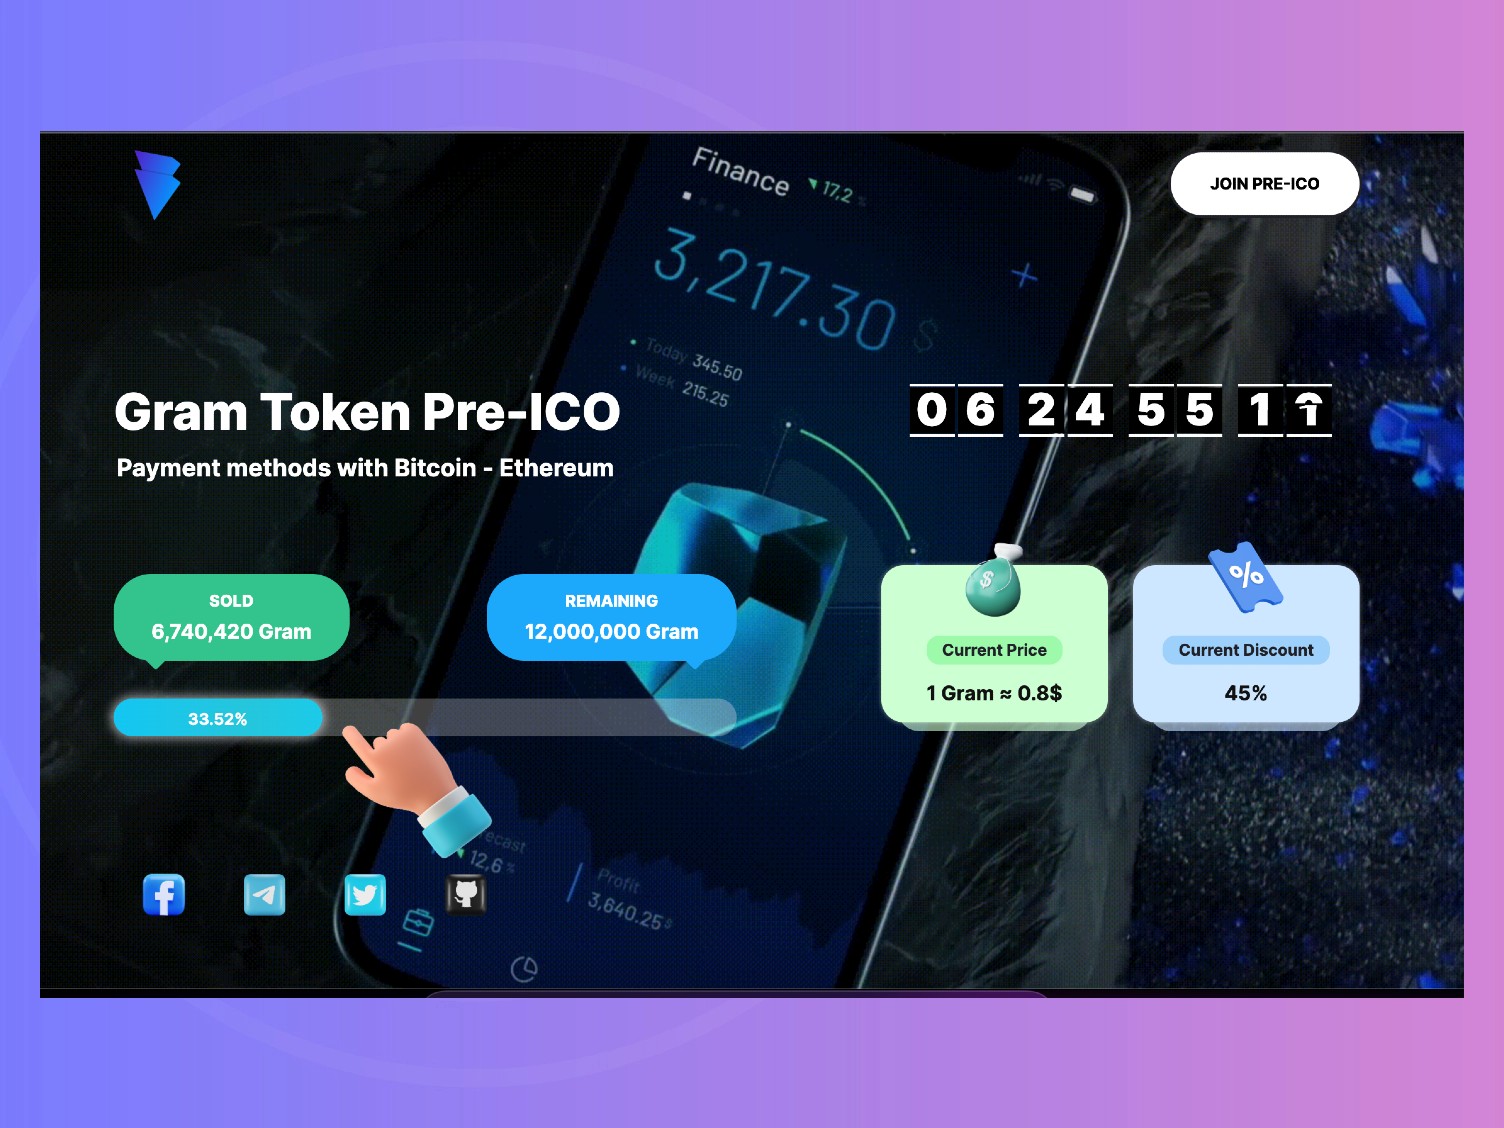 Finance 17,2 %
JOIN PRE-ICO
3,217.30 $
Today 345.50
Week 215.25
Gram Token Pre-ICO
06 24 55 1
Payment methods with Bitcoin - Ethereum
SOLD
6,740,420 Gram
REMAINING
12,000,000 Gram
$
%
Current Price
1 Gram ≈ 0.8$
Current Discount
45%
33.52%
12.6 %
Profit
3,640.25 $